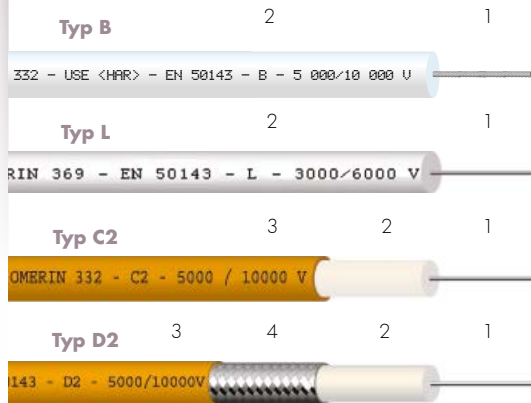 Typ B 2 1
332 - USE <HAR> - EN 50143 - B - 5 000/10 000 V
Typ L 2 1
369 - EN 50143 - L - 3000/6000 V
Typ C2 3 2 1
OMERIN 332 - C2 - 5000 / 10000 V
Typ D2 3 4 2 1
- D2 - 5000/10000V